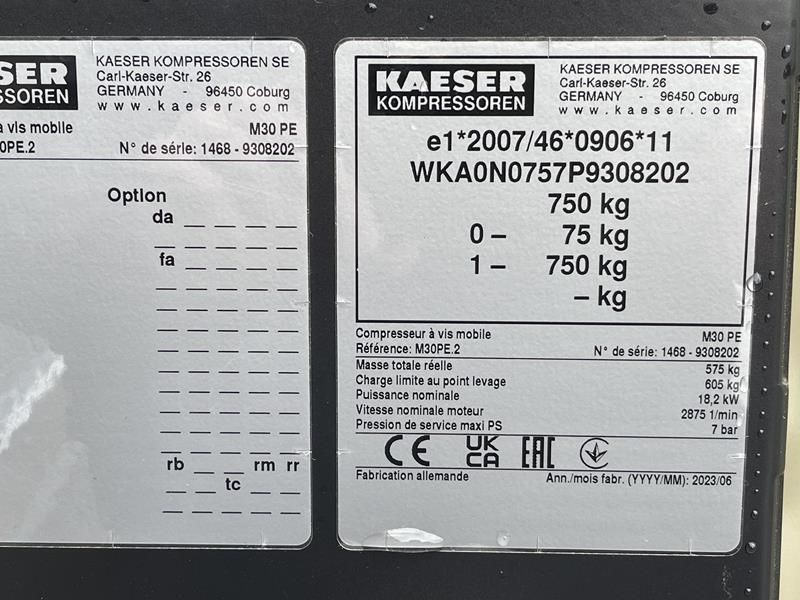 SER
SSOREN
KAESER KOMPRESSOREN SE
Carl-Kaeser-Str. 26
GERMANY - 96450 Coburg
www.kaeser.com
à vis mobile M30 PE
0PE.2 N° de série: 1468 - 9308202
Option
da _ _ _ _
_ _ _ _ _
fa _ _ _ _
rb _ _ rm rr
_ _ tc _ _
KAESER
KOMPRESSOREN
KAESER KOMPRESSOREN SE
Carl-Kaeser-Str. 26
GERMANY - 96450 Coburg
www.kaeser.com
e1*2007/46*0906*11
WKA0N0757P9308202
750 kg
0 – 75 kg
1 – 750 kg
– kg
Compresseur à vis mobile M30 PE
Référence: M30PE.2 N° de série: 1468 - 9308202
Masse totale réelle 575 kg
Charge limite au point levage 605 kg
Puissance nominale 18,2 kW
Vitesse nominale moteur 2875 1/min
Pression de service maxi PS 7 bar
CE UK CA EAC
Fabrication allemande Ann./mois fabr. (YYYY/MM): 2023/06